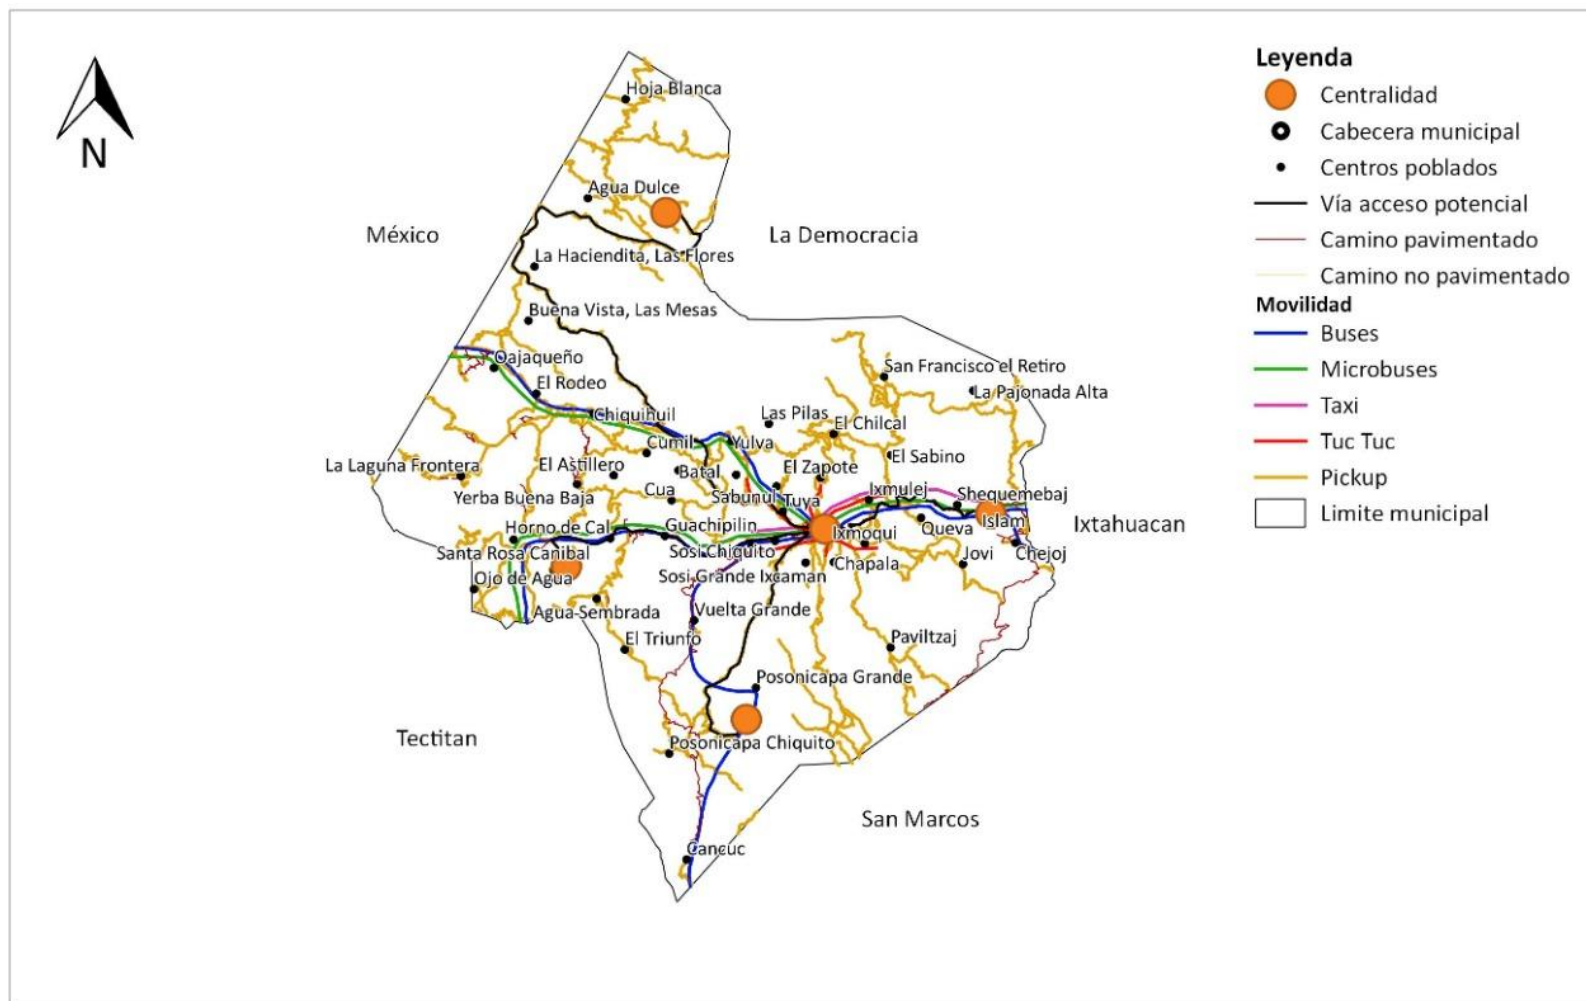 N
México
La Democracia
Ixtahuacan
Tectitan
San Marcos
Hoja Blanca
Agua Dulce
La Haciendita, Las Flores
Buena Vista, Las Mesas
Oajaqueño
El Rodeo
Chiquihuil
Cumil
Yulva
Las Pilas
El Chilcal
San Francisco el Retiro
La Pajonada Alta
El Sabino
La Laguna Frontera
El Astillero
Batal
El Zapote
Yerba Buena Baja
Cua
Sabunul
Tuya
Ixmulej
Shequemebaj
Horno de Cal
Guachipilin
Ixmoqui
Queva
Islam
Santa Rosa Canibal
Sosi Chiquito
Chapala
Jovi
Chejoj
Ojo de Agua
Sosi Grande Ixcaman
Agua Sembrada
Vuelta Grande
El Triunfo
Paviltzaj
Posonicapa Grande
Posonicapa Chiquito
Cancuc
Leyenda
Centralidad
Cabecera municipal
Centros poblados
Vía acceso potencial
Camino pavimentado
Camino no pavimentado
Movilidad
Buses
Microbuses
Taxi
Tuc Tuc
Pickup
Limite municipal